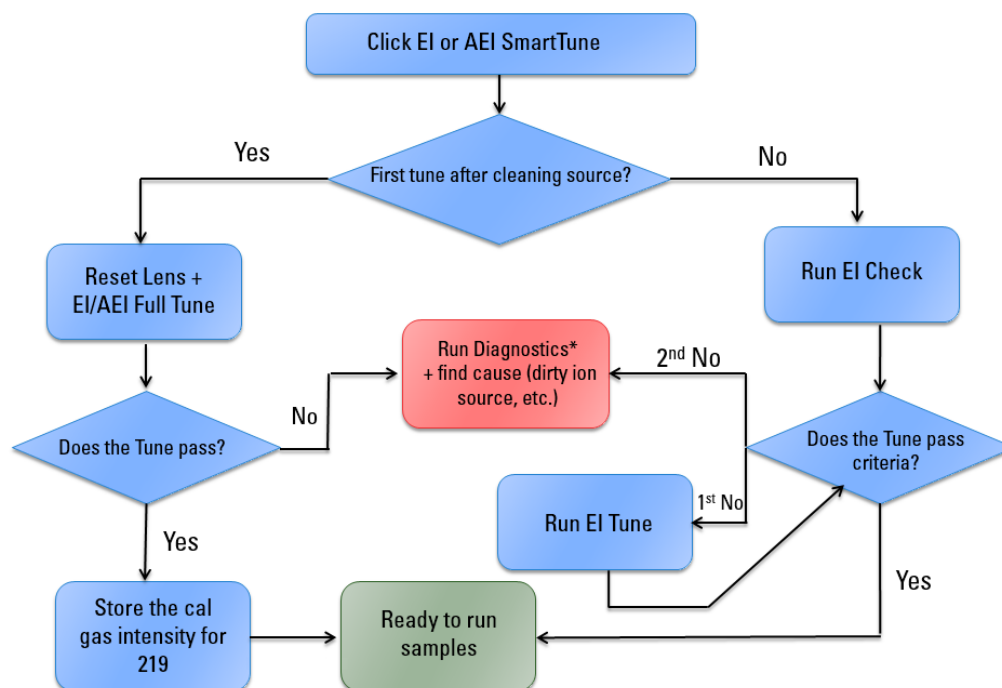 Click EI or AEI SmartTune
Yes
First tune after cleaning source?
No
Reset Lens +
EI/AEI Full Tune
Run EI Check
Run Diagnostics*
+ find cause (dirty ion
source, etc.)
2nd No
No
Does the Tune pass?
Does the Tune pass
criteria?
1st No
Run EI Tune
Yes
Yes
Store the cal
gas intensity for
219
Ready to run
samples